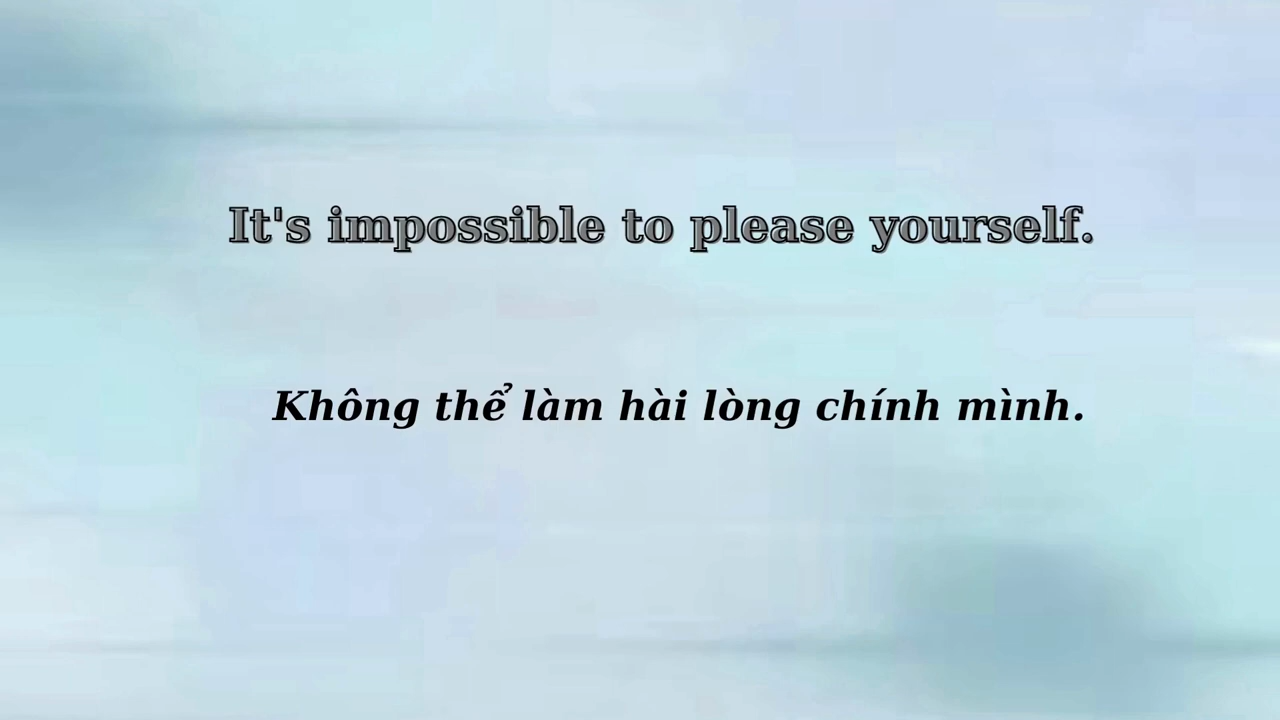 It's impossible to please yourself.
Không thể làm hài lòng chính mình.